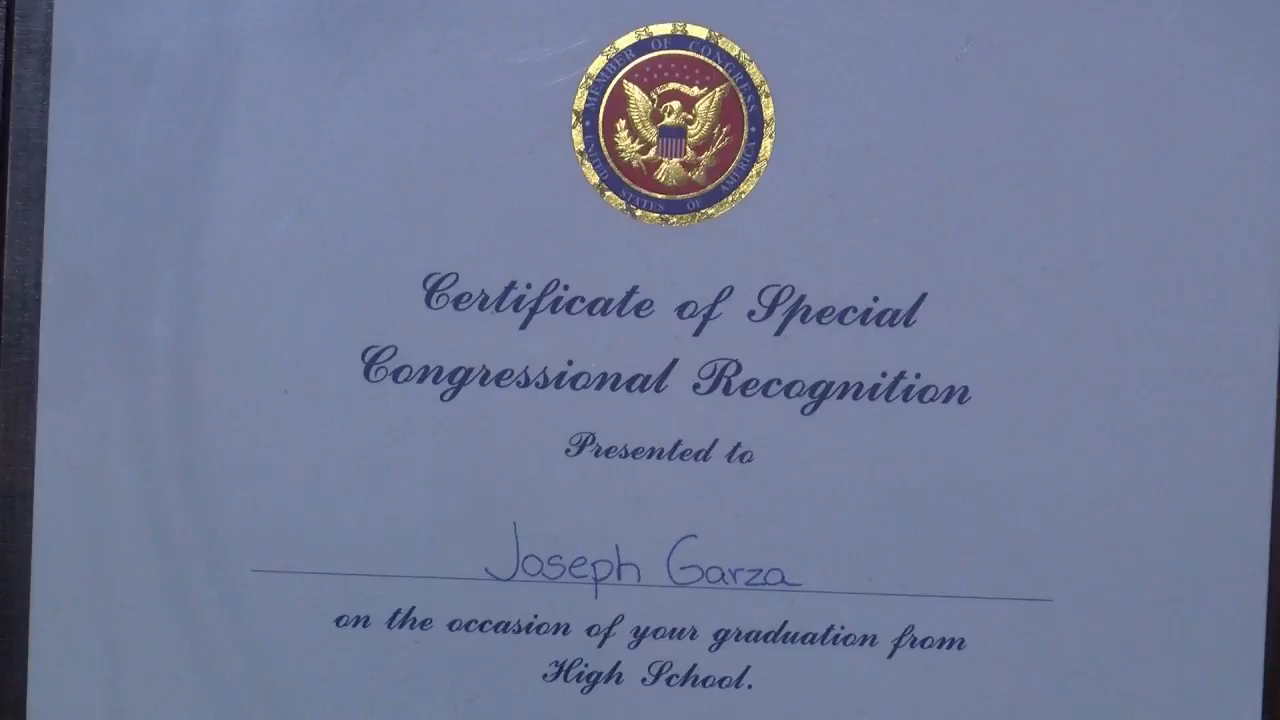 MEMBER OF CONGRESS
UNITED STATES OF AMERICA
Certificate of Special
Congressional Recognition
Presented to
Joseph Garza
on the occasion of your graduation from
High School.